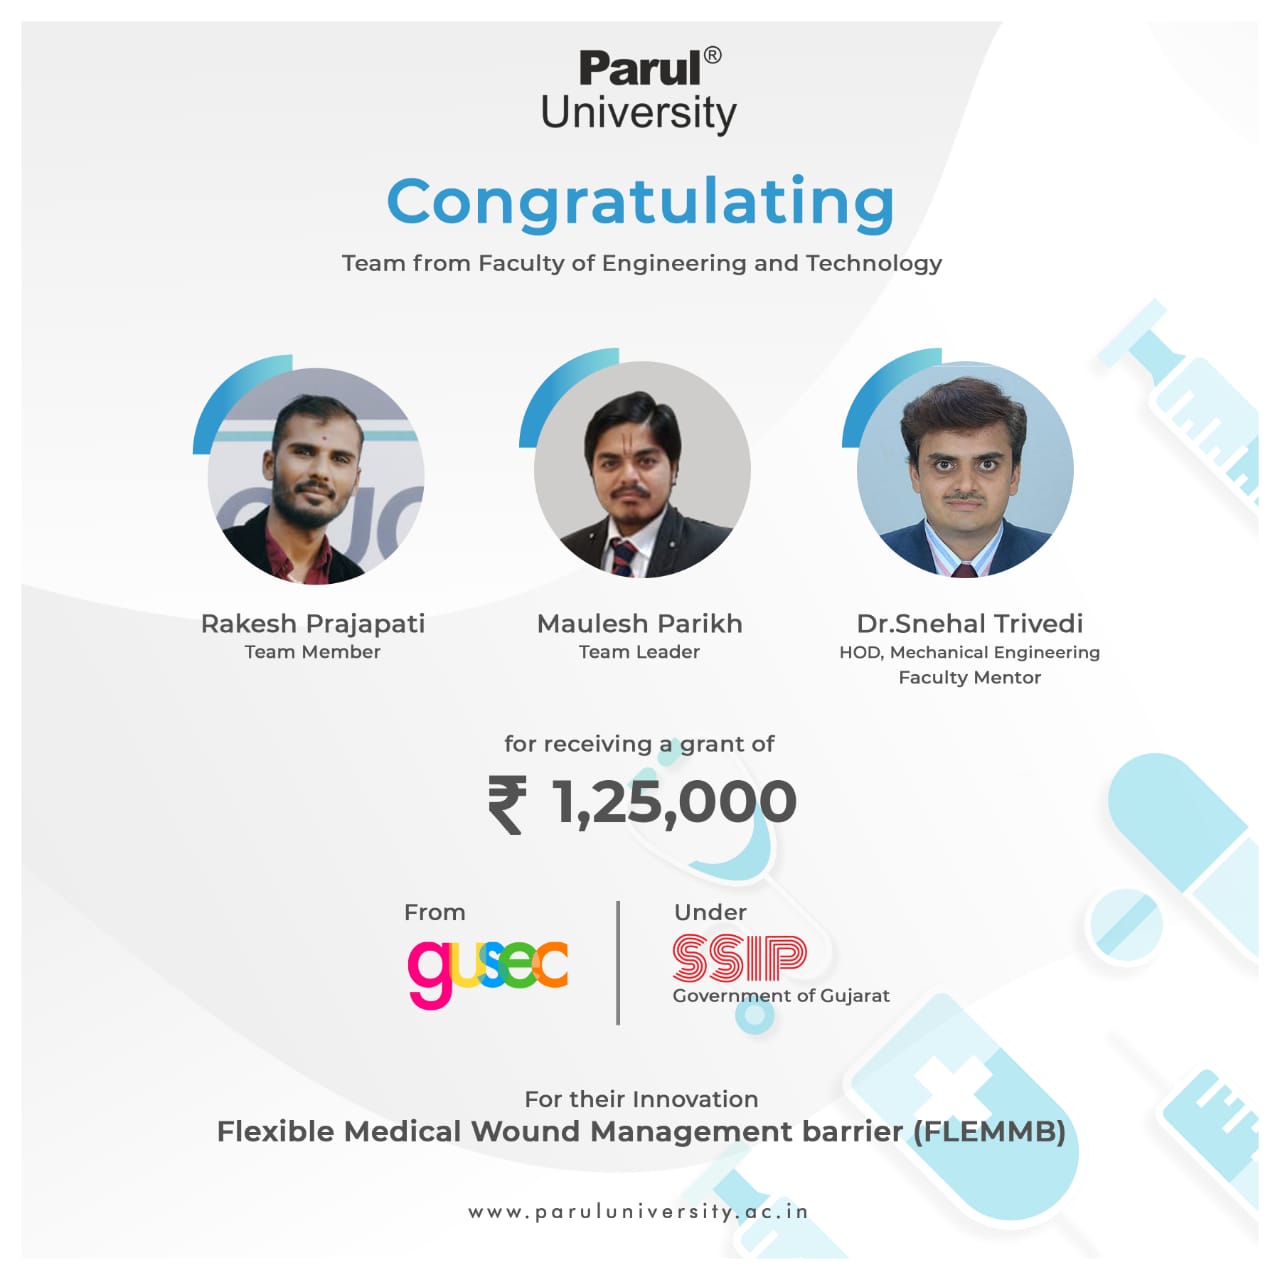 Parul®
University
Congratulating
Team from Faculty of Engineering and Technology
Rakesh Prajapati
Team Member
Maulesh Parikh
Team Leader
Dr.Snehal Trivedi
HOD, Mechanical Engineering
Faculty Mentor
for receiving a grant of
₹ 1,25,000
From
gusec
Under
SSIP
Government of Gujarat
For their Innovation
Flexible Medical Wound Management barrier (FLEMMB)
www.paruluniversity.ac.in